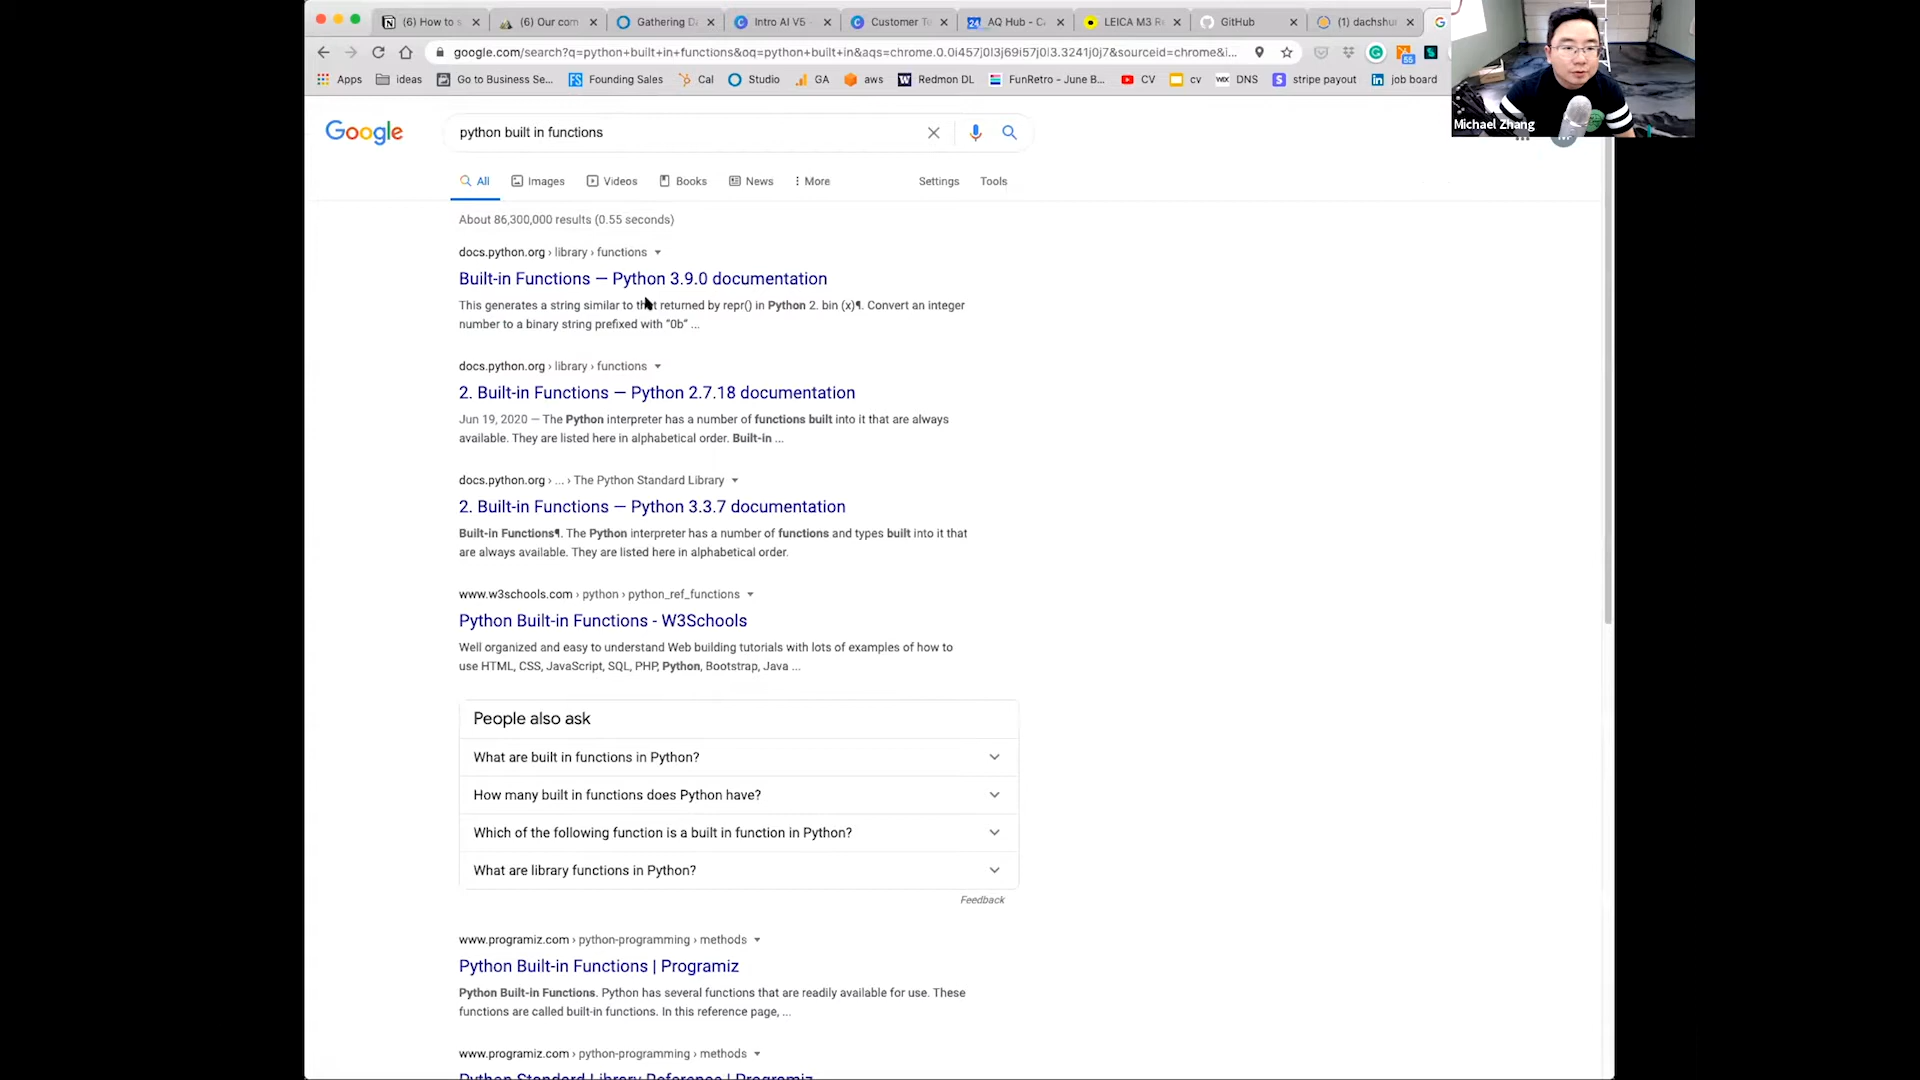 (6) How to s
(6) Our com
Gathering Da
Intro AI V5 -
Customer To
24 AQ Hub - Ca
LEICA M3 Re
GitHub
(1) dachshun
google.com/search?q=python+built+in+functions&oq=python+built+in&aqs=chrome.0.0i457j0l3j69i57j0i3.3241j0j7&sourceid=chrome&i...
55
Apps
ideas
Go to Business Se...
Founding Sales
Cal
Studio
GA
aws
Redmon DL
FunRetro - June B...
CV
cv
WIX DNS
stripe payout
job board
Michael Zhang
Google
python built in functions
All
Images
Videos
Books
News
More
Settings
Tools
About 86,300,000 results (0.55 seconds)
docs.python.org › library › functions
Built-in Functions — Python 3.9.0 documentation
This generates a string similar to that returned by repr() in Python 2. bin (x)¶. Convert an integer
number to a binary string prefixed with “0b” ...
docs.python.org › library › functions
2. Built-in Functions — Python 2.7.18 documentation
Jun 19, 2020 — The Python interpreter has a number of functions built into it that are always
available. They are listed here in alphabetical order. Built-in ...
docs.python.org › ... › The Python Standard Library
2. Built-in Functions — Python 3.3.7 documentation
Built-in Functions¶. The Python interpreter has a number of functions and types built into it that
are always available. They are listed here in alphabetical order.
www.w3schools.com › python › python_ref_functions
Python Built-in Functions - W3Schools
Well organized and easy to understand Web building tutorials with lots of examples of how to
use HTML, CSS, JavaScript, SQL, PHP, Python, Bootstrap, Java ...
People also ask
What are built in functions in Python?
How many built in functions does Python have?
Which of the following function is a built in function in Python?
What are library functions in Python?
Feedback
www.programiz.com › python-programming › methods
Python Built-in Functions | Programiz
Python Built-in Functions. Python has several functions that are readily available for use. These
functions are called built-in functions. In this reference page, ...
www.programiz.com › python-programming › methods
Python Standard Library Reference | Programiz